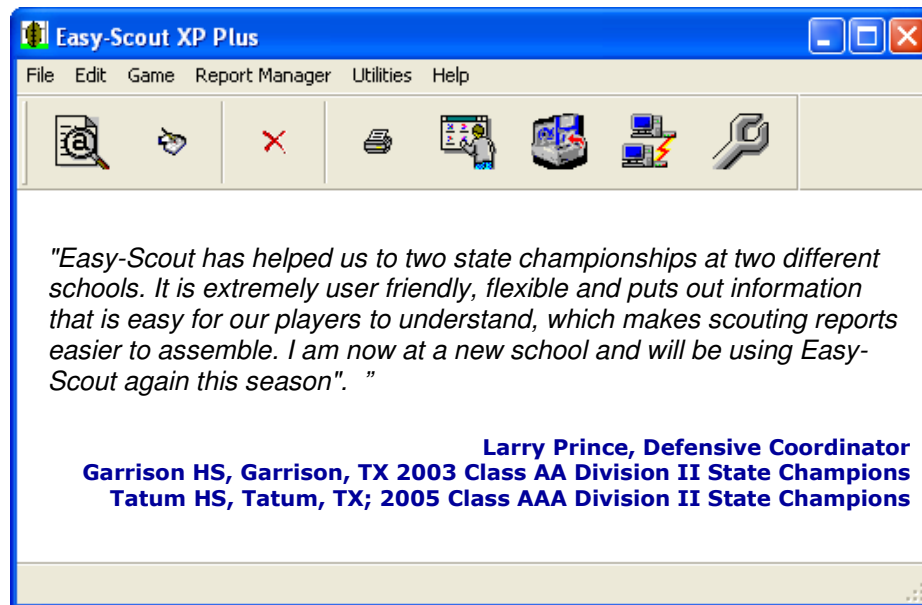 Easy-Scout XP Plus
File Edit Game Report Manager Utilities Help
"Easy-Scout has helped us to two state championships at two different
schools. It is extremely user friendly, flexible and puts out information
that is easy for our players to understand, which makes scouting reports
easier to assemble. I am now at a new school and will be using Easy-
Scout again this season". ”
Larry Prince, Defensive Coordinator
Garrison HS, Garrison, TX 2003 Class AA Division II State Champions
Tatum HS, Tatum, TX; 2005 Class AAA Division II State Champions